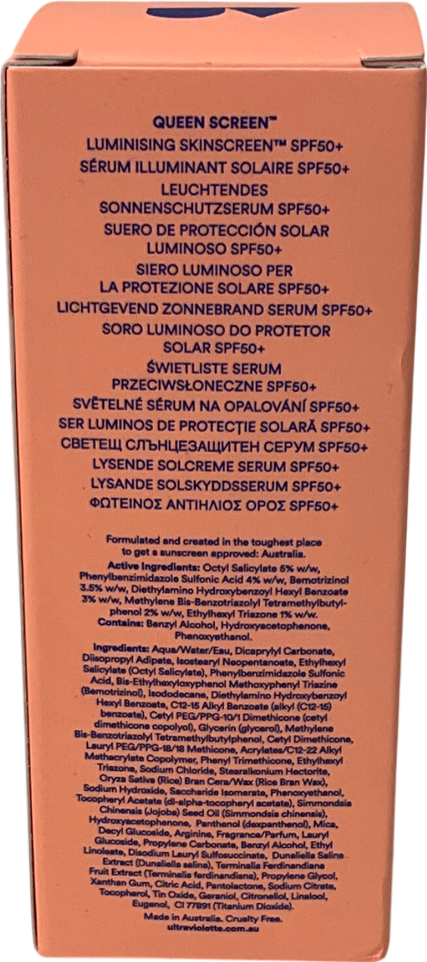 QUEEN SCREEN™
LUMINISING SKINSCREEN™ SPF50+
SÉRUM ILLUMINANT SOLAIRE SPF50+
LEUCHTENDES
SONNENSCHUTZSERUM SPF50+
SUERO DE PROTECCIÓN SOLAR
LUMINOSO SPF50+
SIERO LUMINOSO PER
LA PROTEZIONE SOLARE SPF50+
LICHTGEVEND ZONNEBRAND SERUM SPF50+
SORO LUMINOSO DO PROTETOR
SOLAR SPF50+
ŚWIETLISTE SERUM
PRZECIWSŁONECZNE SPF50+
SVĚTELNÉ SÉRUM NA OPALOVÁNÍ SPF50+
SER LUMINOS DE PROTECȚIE SOLARĂ SPF50+
СВЕТЕЩ СЛЪНЦЕЗАЩИТЕН СЕРУМ SPF50+
LYSENDE SOLCREME SERUM SPF50+
LYSANDE SOLSKYDDSSERUM SPF50+
ΦΩΤΕΙΝΟΣ ΑΝΤΙΗΛΙΟΣ ΟΡΟΣ SPF50+
Formulated and created in the toughest place
to get a sunscreen approved: Australia.
Active Ingredients: Octyl Salicylate 5% w/w,
Phenylbenzimidazole Sulfonic Acid 4% w/w, Bemotrizinol
3.5% w/w, Diethylamino Hydroxybenzoyl Hexyl Benzoate
3% w/w, Methylene Bis-Benzotriazolyl Tetramethylbutyl-
phenol 2% w/w, Ethylhexyl Triazone 1% w/w.
Contains: Benzyl Alcohol, Hydroxyacetophenone,
Phenoxyethanol.
Ingredients: Aqua/Water/Eau, Dicaprylyl Carbonate,
Diisopropyl Adipate, Isostearyl Neopentanoate, Ethylhexyl
Salicylate (Octyl Salicylate), Phenylbenzimidazole Sulfonic
Acid, Bis-Ethylhexyloxyphenol Methoxyphenyl Triazine
(Bemotrizinol), Isododecane, Diethylamino Hydroxybenzoyl
Hexyl Benzoate, C12-15 Alkyl Benzoate (alkyl (C12-15)
benzoate), Cetyl PEG/PPG-10/1 Dimethicone (cetyl
dimethicone copolyol), Glycerin (glycerol), Methylene
Bis-Benzotriazolyl Tetramethylbutylphenol, Cetyl Dimethicone,
Lauryl PEG/PPG-18/18 Methicone, Acrylates/C12-22 Alkyl
Methacrylate Copolymer, Phenyl Trimethicone, Ethylhexyl
Triazone, Sodium Chloride, Stearalkonium Hectorite,
Oryza Sativa (Rice) Bran Cera/Wax (Rice Bran Wax),
Sodium Hydroxide, Saccharide Isomerate, Phenoxyethanol,
Tocopheryl Acetate (dl-alpha-tocopheryl acetate), Simmondsia
Chinensis (Jojoba) Seed Oil (Simmondsia chinensis),
Hydroxyacetophenone, Panthenol (dexpanthenol), Mica,
Decyl Glucoside, Arginine, Fragrance/Parfum, Lauryl
Glucoside, Propylene Carbonate, Benzyl Alcohol, Ethyl
Linoleate, Disodium Lauryl Sulfosuccinate, Dunaliella Salina
Extract (Dunaliella salina), Terminalia Ferdinandiana
Fruit Extract (Terminalia ferdinandiana), Propylene Glycol,
Xanthan Gum, Citric Acid, Pantolactone, Sodium Citrate,
Tocopherol, Tin Oxide, Geraniol, Citronellol, Linalool,
Eugenol, CI 77891 (Titanium Dioxide).
Made in Australia. Cruelty Free.
ultraviolette.com.au